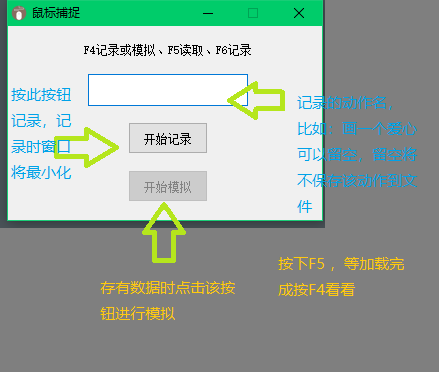 鼠标捕捉
F4记录或模拟、F5读取、F6记录
按此按钮
记录，记
录时窗口
将最小化
记录的动作名，
比如：画一个爱心
可以留空，留空将
不保存该动作到文
件
开始记录
开始模拟
存有数据时点击该按
钮进行模拟
按下F5 ，等加载完
成按F4看看